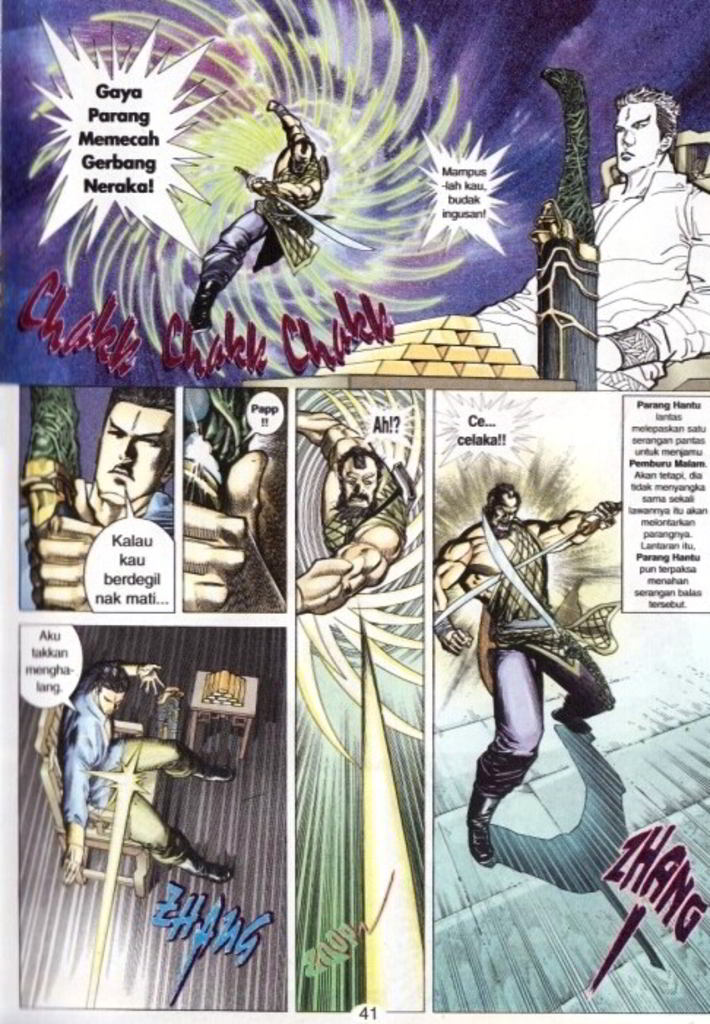 Gaya
Parang
Memecah
Gerbang
Neraka!
Mampus
-lah kau,
budak
ingusan!
Chakk Chakk Chakk
Kalau
kau
berdegil
nak mati...
Papp
!!
Ah!?
Ce...
celaka!!
Parang Hantu
lantas
melepaskan satu
serangan pantas
untuk menjamu
Pemburu Malam.
Akan tetapi, dia
tidak menyangka
sama sekali
lawannya itu akan
melontarkan
parangnya.
Lantaran itu,
Parang Hantu
pun terpaksa
menahan
serangan balas
tersebut.
Aku
takkan
mengha-
lang.
ZHANG
ZHANG
41